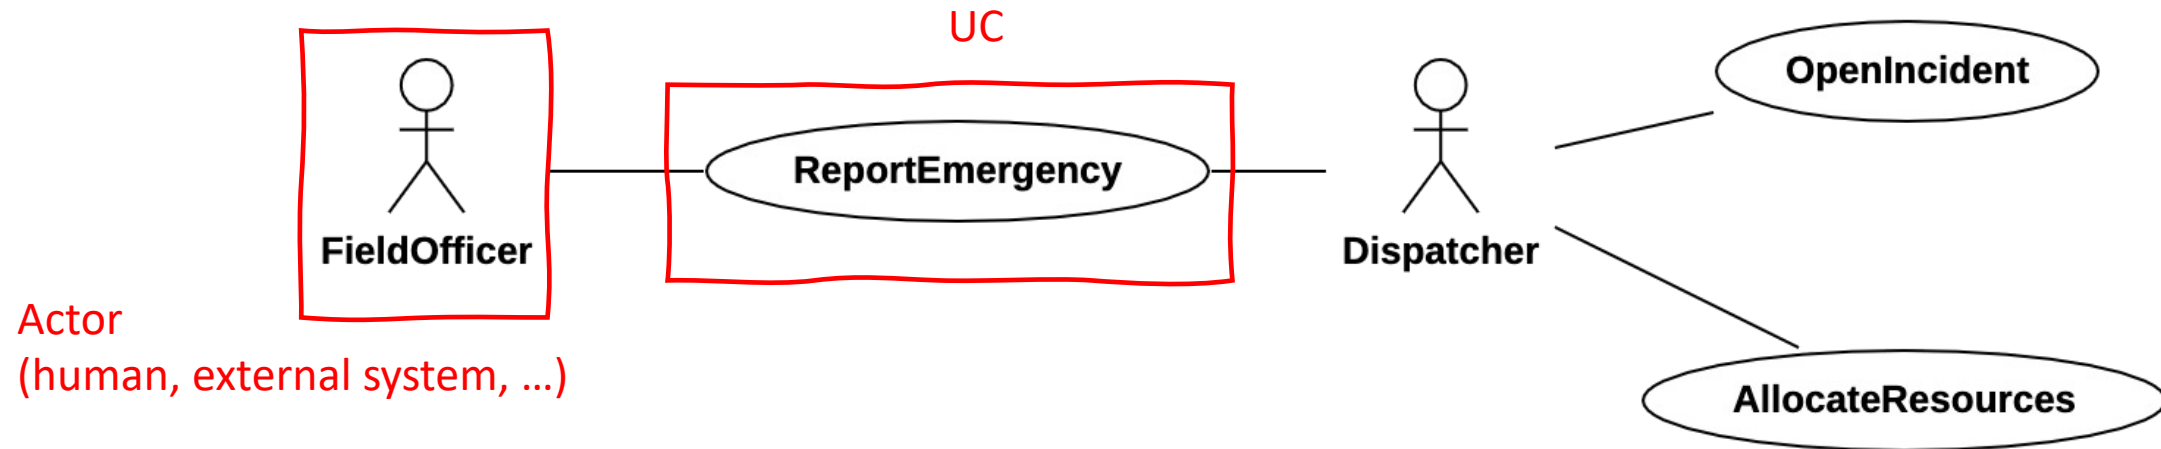 UC
OpenIncident
ReportEmergency
FieldOfficer
Dispatcher
Actor
(human, external system, ...)
AllocateResources